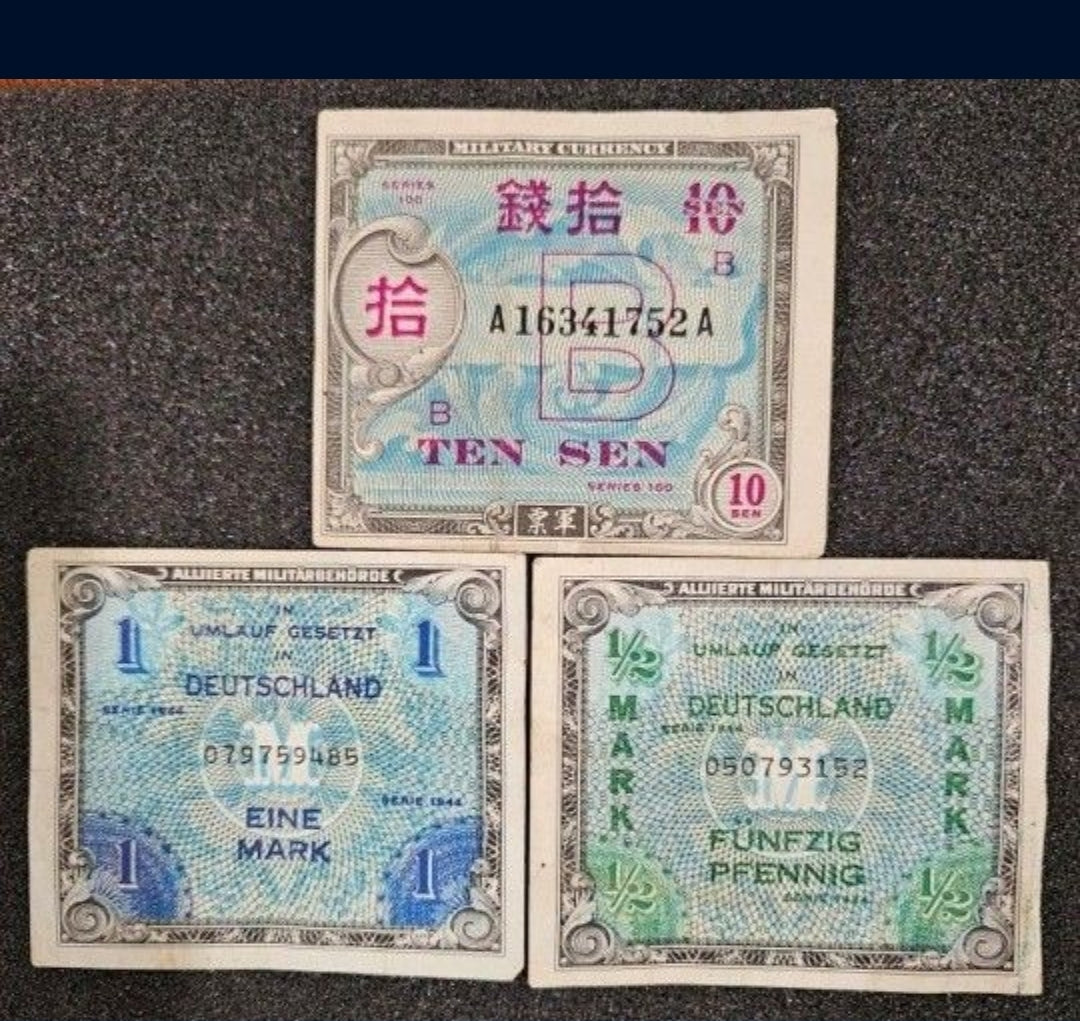 MILITARY CURRENCY
SERIES
100
錢拾
10
SEN
B
拾
B
A16341752A
B
TEN SEN
SERIES 100
10
SEN
票軍
ALLIIERTE MILITÄRBEHÖRDE
IN
UMLAUF GESETZT
IN
DEUTSCHLAND
1
1
SERIE 1944
M
079759485
SERIE 1944
EINE
MARK
1
1
ALLIIERTE MILITÄRBEHÖRDE
IN
UMLAUF GESETZT
IN
DEUTSCHLAND
1/2
1/2
MARK
MARK
SERIE 1944
M
050793152
FÜNFZIG
PFENNIG
SERIE 1944
1/2
1/2